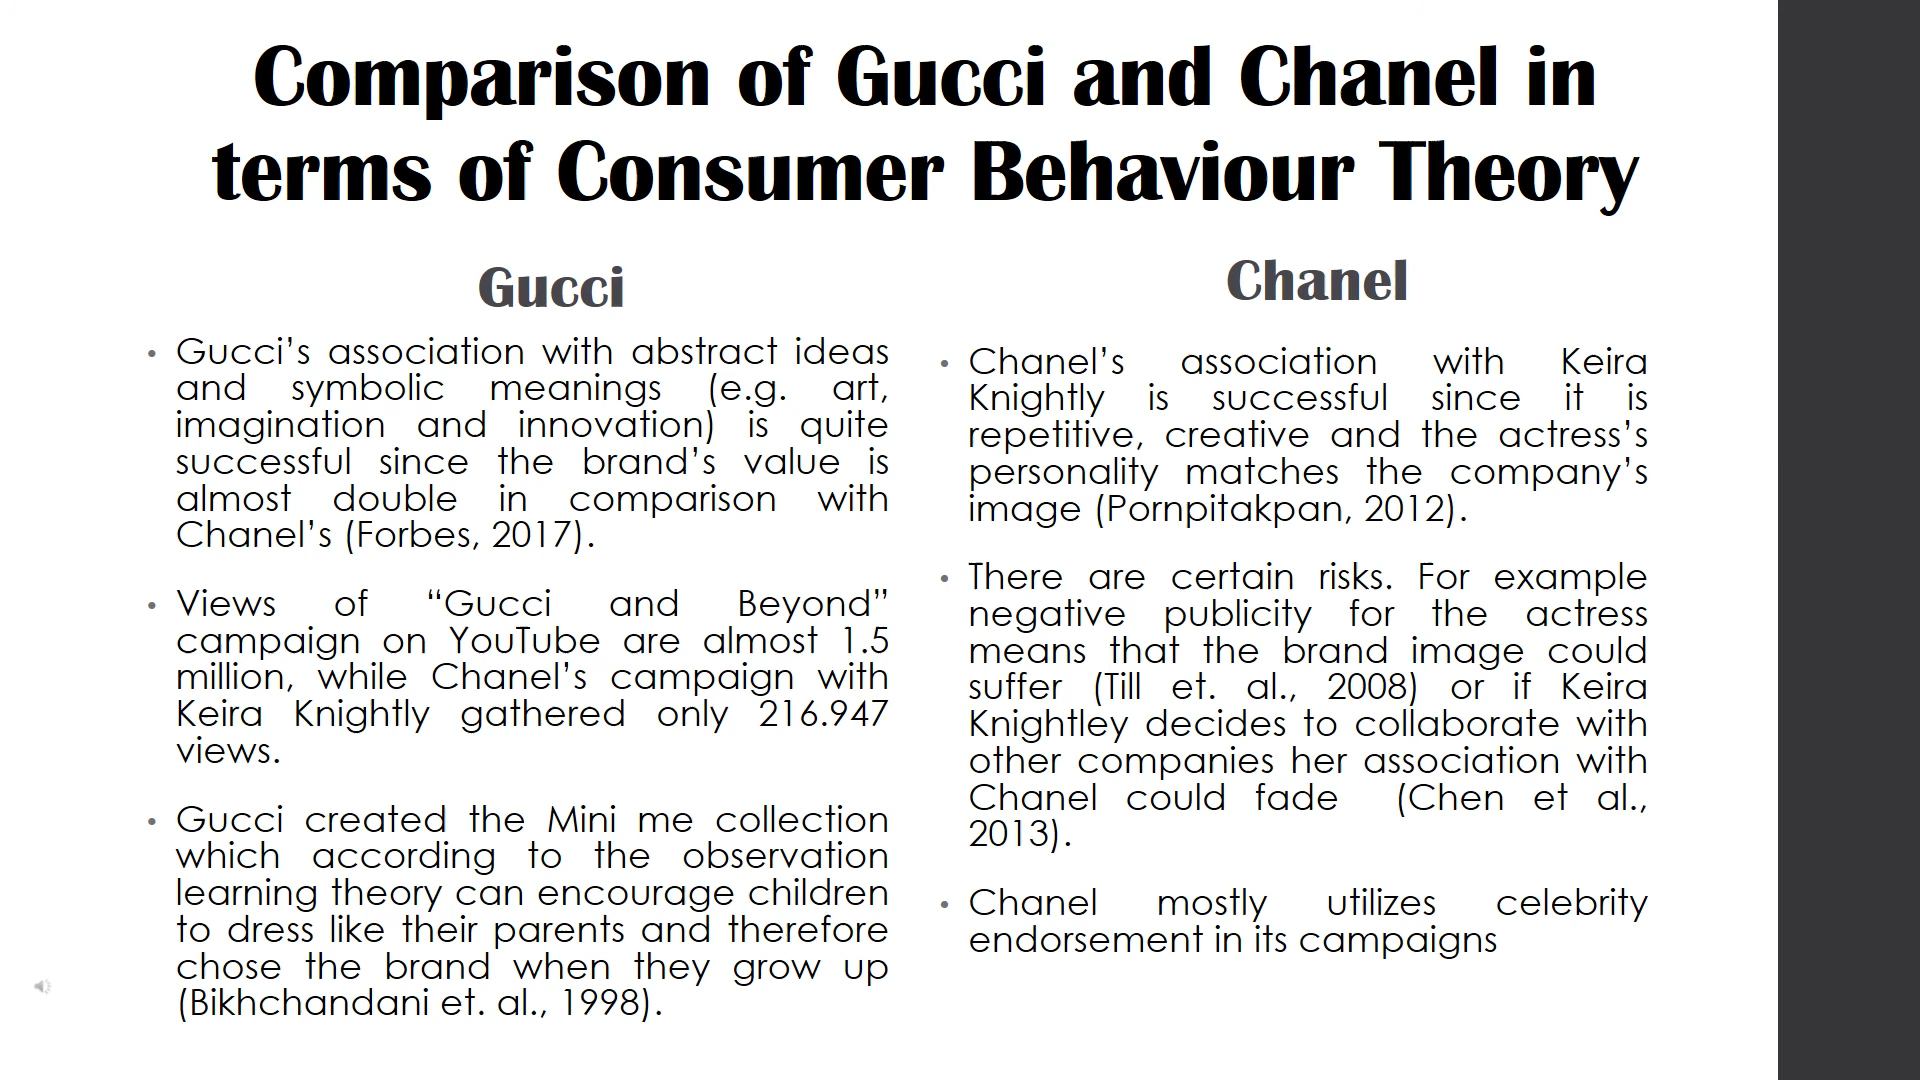 Comparison of Gucci and Chanel in
terms of Consumer Behaviour Theory
Gucci
• Gucci’s association with abstract ideas
and symbolic meanings (e.g. art,
imagination and innovation) is quite
successful since the brand’s value is
almost double in comparison with
Chanel’s (Forbes, 2017).
• Views of “Gucci and Beyond”
campaign on YouTube are almost 1.5
million, while Chanel’s campaign with
Keira Knightly gathered only 216.947
views.
• Gucci created the Mini me collection
which according to the observation
learning theory can encourage children
to dress like their parents and therefore
chose the brand when they grow up
(Bikhchandani et. al., 1998).
Chanel
• Chanel’s association with Keira
Knightly is successful since it is
repetitive, creative and the actress’s
personality matches the company’s
image (Pornpitakpan, 2012).
• There are certain risks. For example
negative publicity for the actress
means that the brand image could
suffer (Till et. al., 2008) or if Keira
Knightley decides to collaborate with
other companies her association with
Chanel could fade (Chen et al.,
2013).
• Chanel mostly utilizes celebrity
endorsement in its campaigns